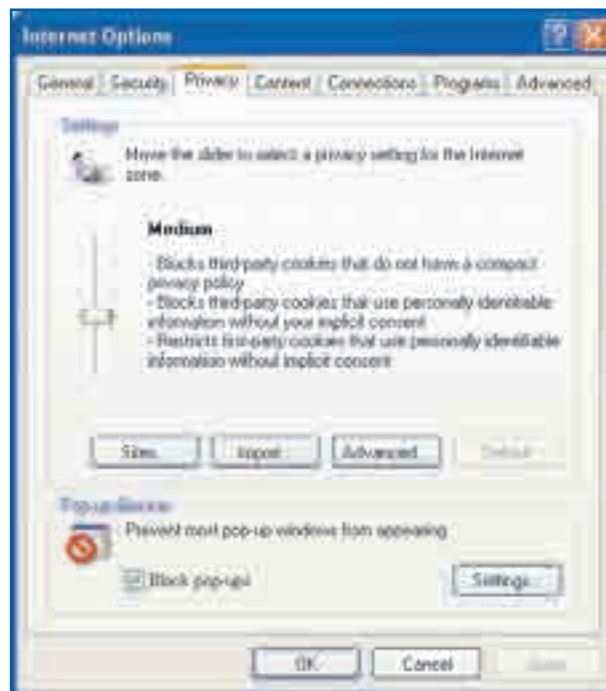 Internet Options
General Security Privacy Content Connections Programs Advanced
Settings
Move the slider to select a privacy setting for the Internet
zone.
Medium
- Blocks third-party cookies that do not have a compact
privacy policy
- Blocks third-party cookies that use personally identifiable
information without your implicit consent
- Restricts first-party cookies that use personally identifiable
information without implicit consent
Sites... Import... Advanced... Default
Pop-up Blocker
Prevent most pop-up windows from appearing
Block pop-ups Settings...
OK Cancel